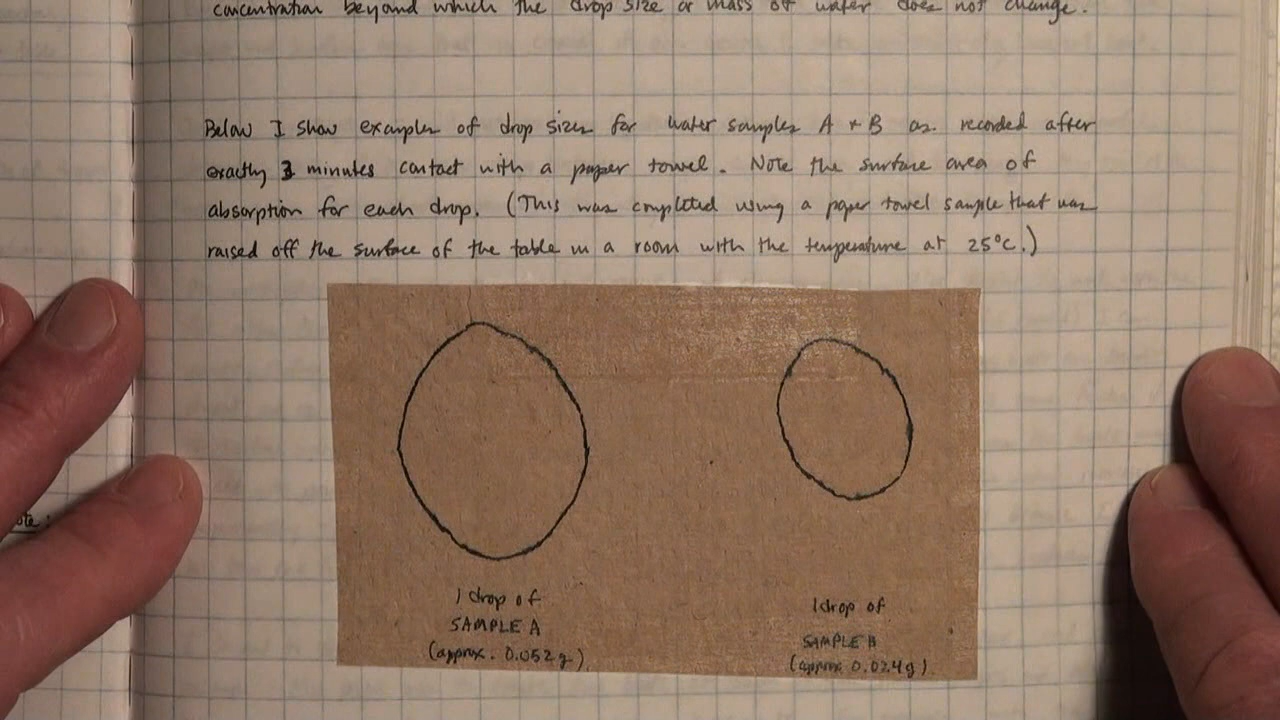 concentration beyond which the drop size or mass of water does not change.
Below I show examples of drop sizes for water samples A + B as recorded after
exactly 3 minutes contact with a paper towel. Note the surface area of
absorption for each drop. (This was completed using a paper towel sample that was
raised off the surface of the table in a room with the temperature at 25°C.)
1 drop of
SAMPLE A
(approx. 0.052g)
1 drop of
SAMPLE B
(approx 0.024g)